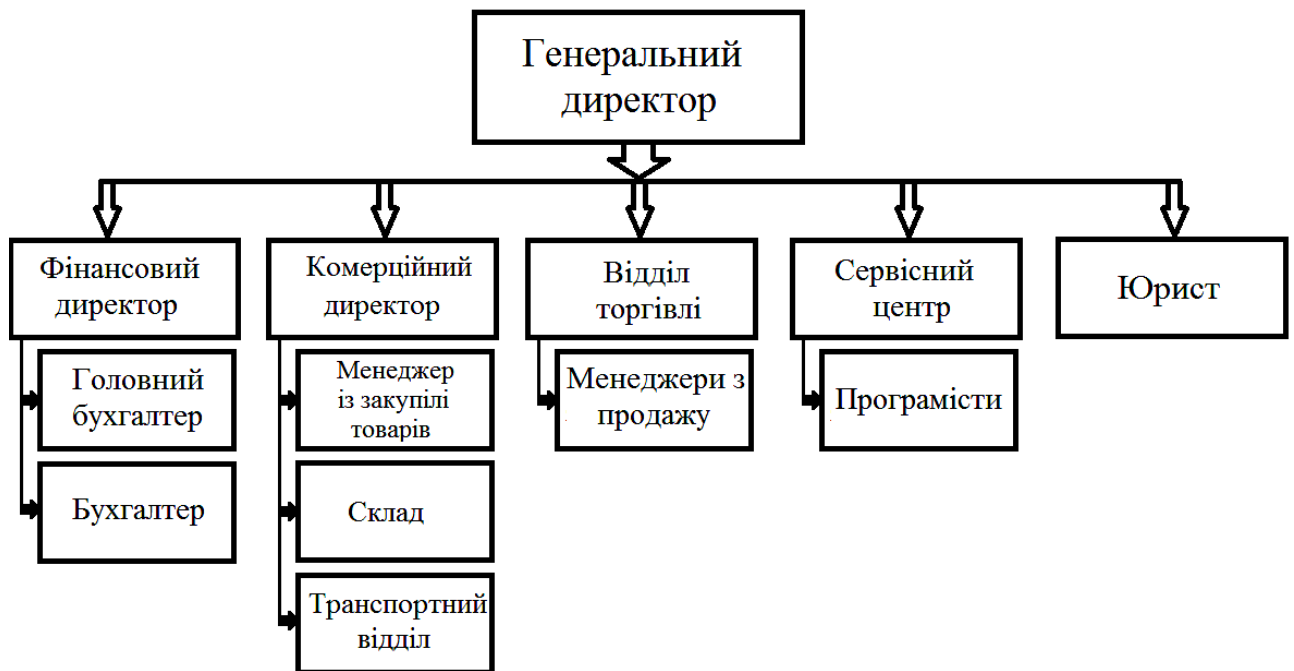 Генеральний
директор
Фінансовий
директор
Комерційний
директор
Відділ
торгівлі
Сервісний
центр
Юрист
Головний
бухгалтер
Менеджер
із закупілі
товарів
Менеджери з
продажу
Програмісти
Бухгалтер
Склад
Транспортний
відділ